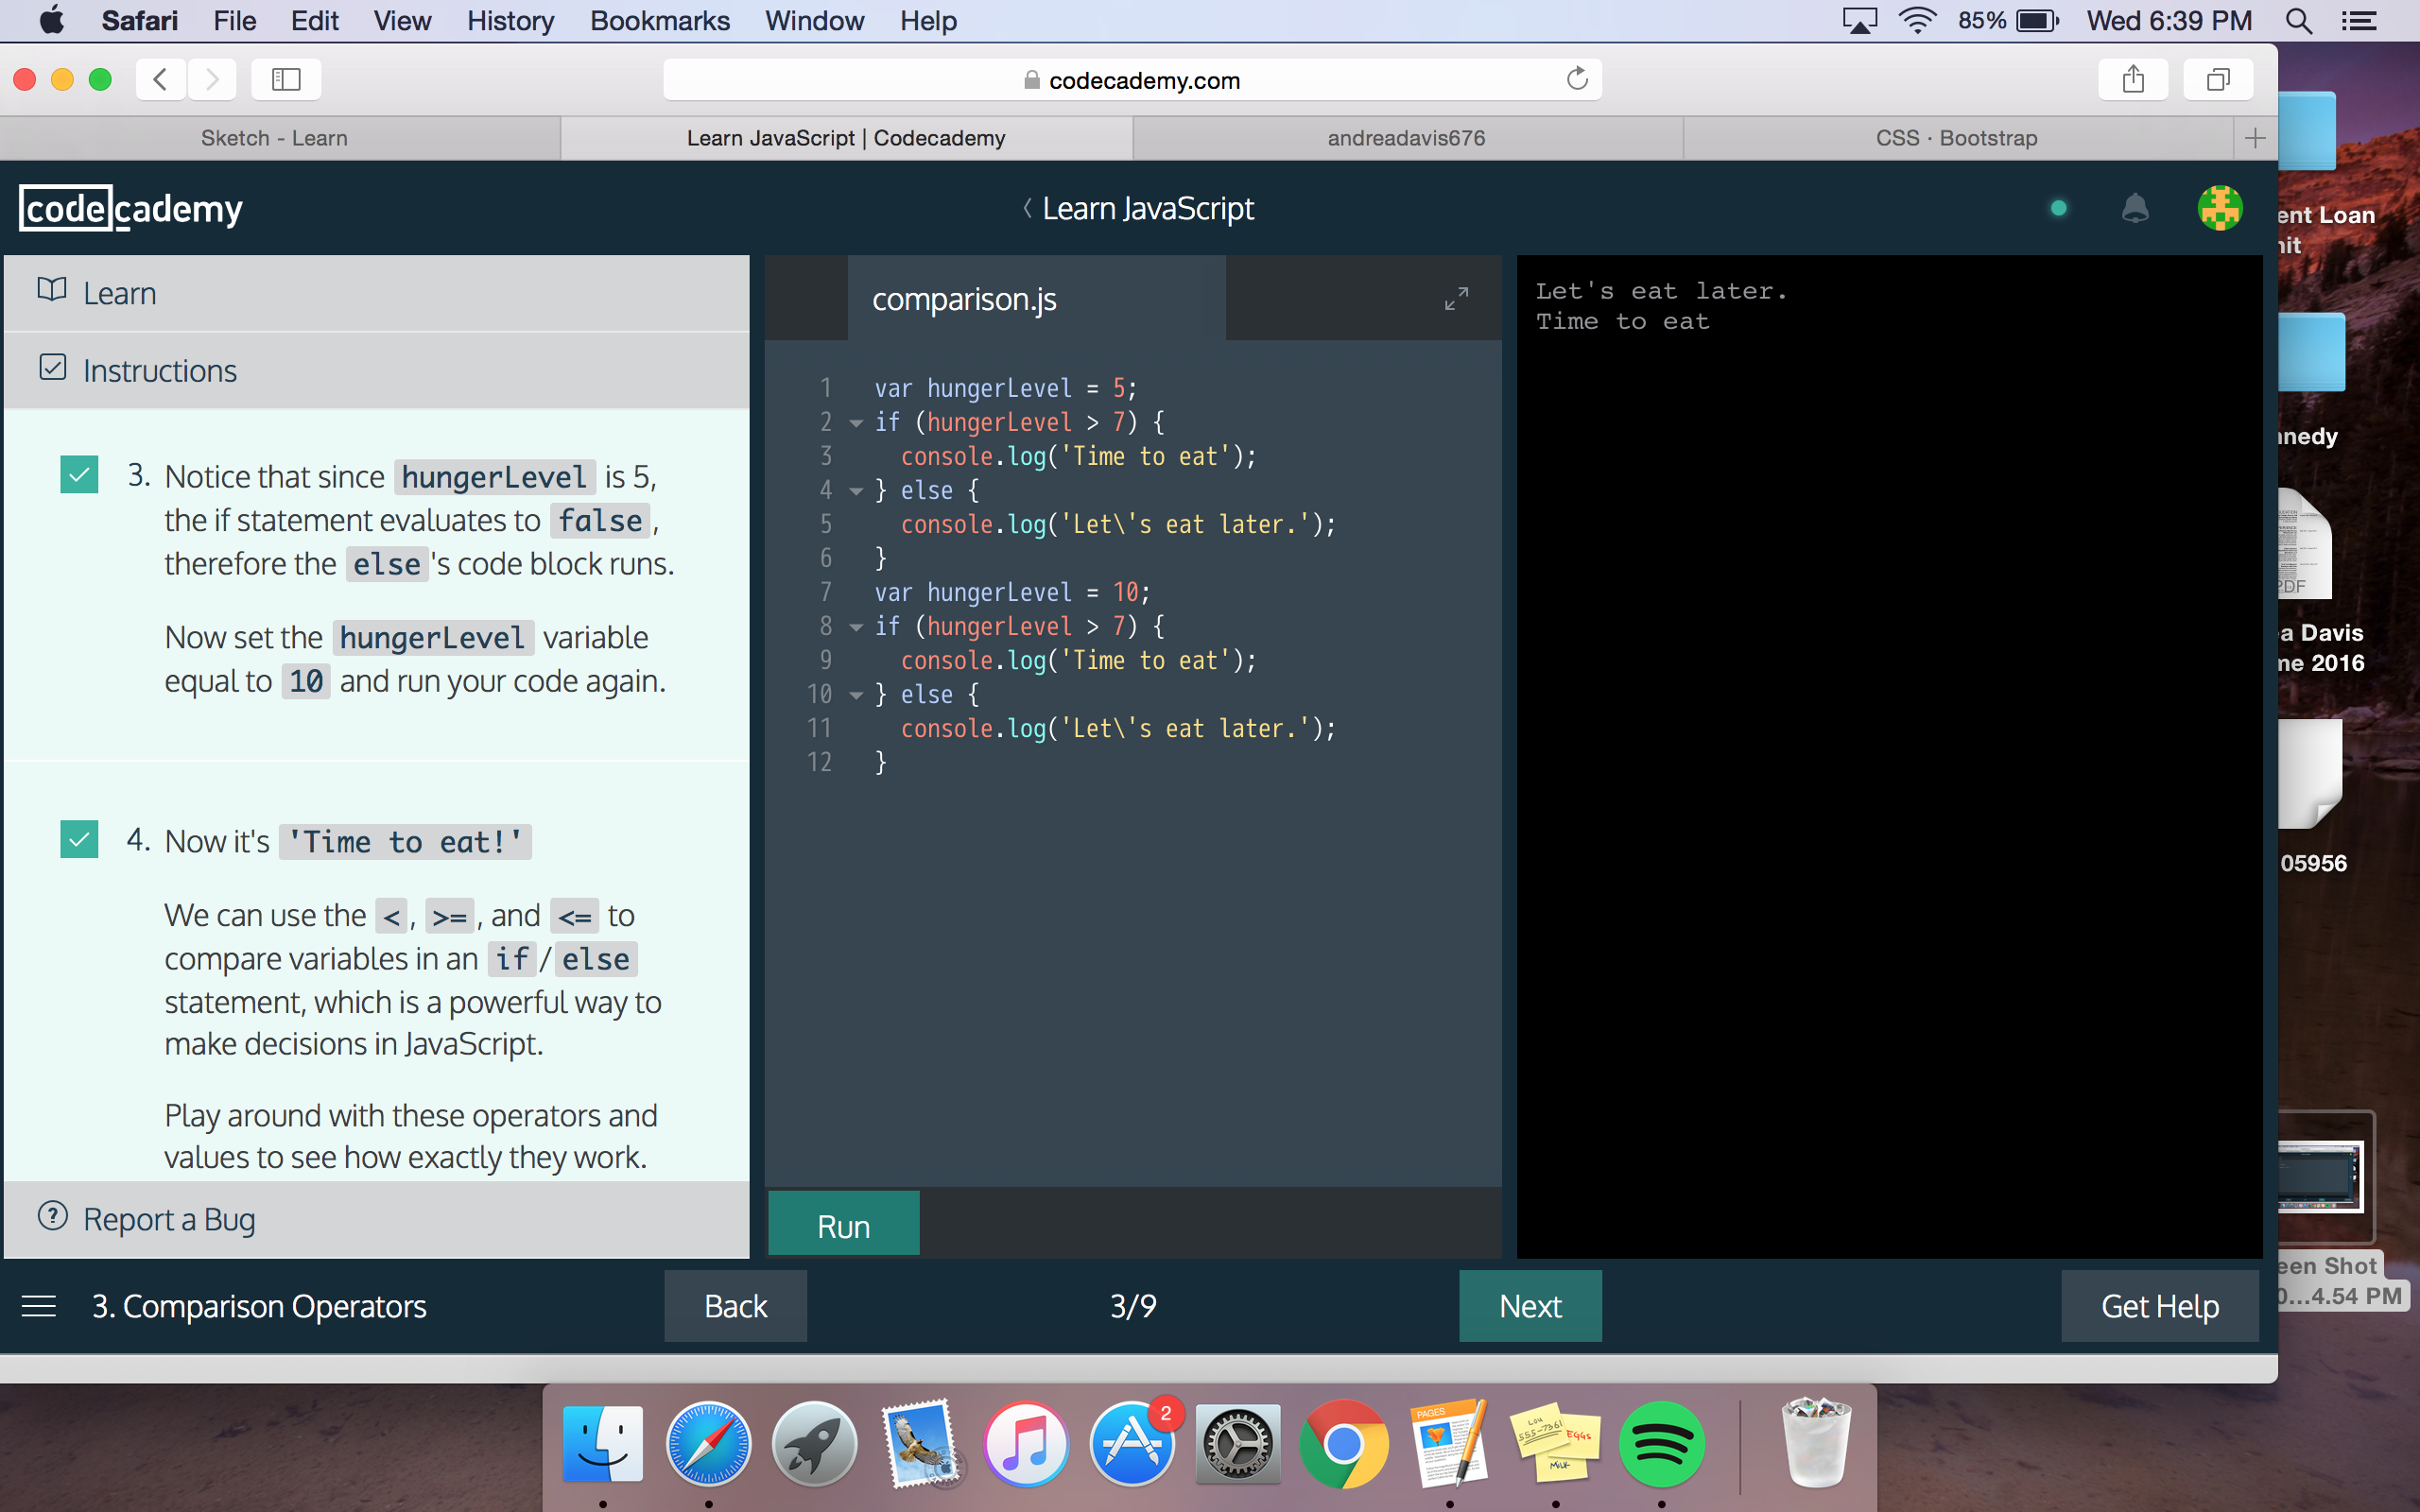 Safari File Edit View History Bookmarks Window Help 85% Wed 6:39 PM
codecademy.com
Sketch - Learn Learn JavaScript | Codecademy andreadavis676 CSS · Bootstrap
codecademy
Learn JavaScript
Learn
Instructions
3. Notice that since hungerLevel is 5,
the if statement evaluates to false,
therefore the else's code block runs.
Now set the hungerLevel variable
equal to 10 and run your code again.
4. Now it's 'Time to eat!'
We can use the <, >=, and <= to
compare variables in an if/else
statement, which is a powerful way to
make decisions in JavaScript.
Play around with these operators and
values to see how exactly they work.
Report a Bug
comparison.js
1 var hungerLevel = 5;
2 if (hungerLevel > 7) {
3 console.log('Time to eat');
4 } else {
5 console.log('Let\'s eat later.');
6 }
7 var hungerLevel = 10;
8 if (hungerLevel > 7) {
9 console.log('Time to eat');
10 } else {
11 console.log('Let\'s eat later.');
12 }
Run
Let's eat later.
Time to eat
3. Comparison Operators Back 3/9 Next Get Help
ent Loan
nit
nnedy
PDF
a Davis
me 2016
05956
een Shot
0...4.54 PM
2
PAGES
LOU
555-7361
EGGS
MILK